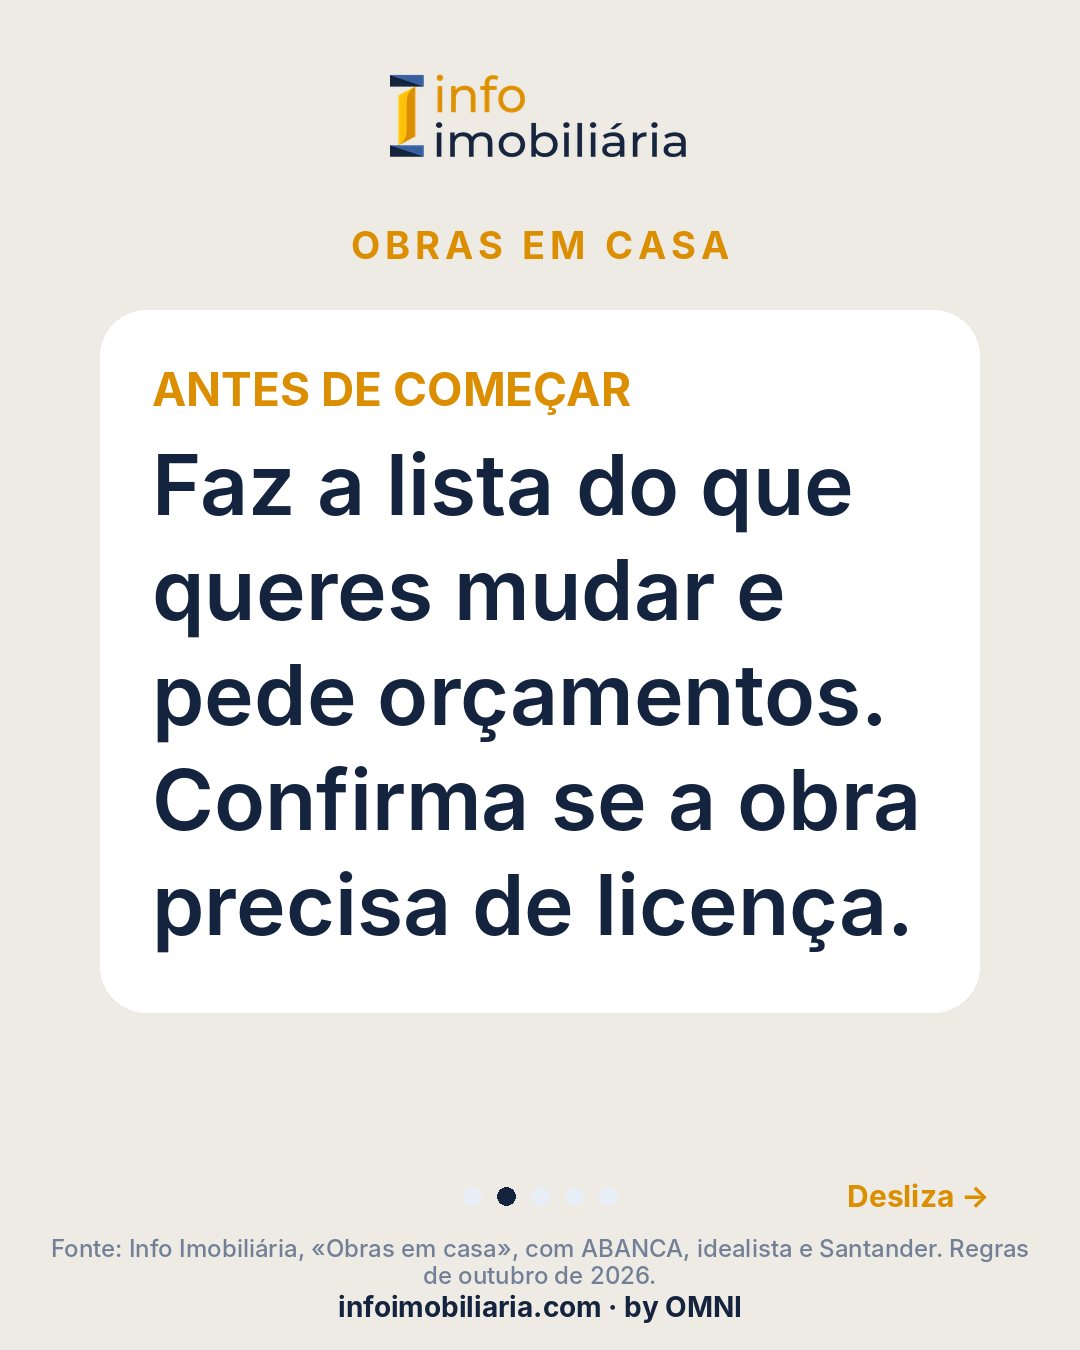 info
imobiliária
OBRAS EM CASA
ANTES DE COMEÇAR
Faz a lista do que
queres mudar e
pede orçamentos.
Confirma se a obra
precisa de licença.
Desliza →
Fonte: Info Imobiliária, «Obras em casa», com ABANCA, idealista e Santander. Regras
de outubro de 2026.
infoimobiliaria.com · by OMNI